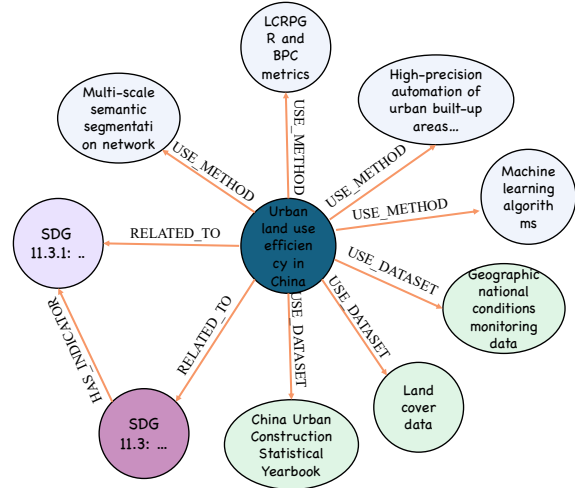 LCRPG
R and
BPC
metrics
High-precision
automation of
urban built-up
areas...
Multi-scale
semantic
segmentati
on network
USE_METHOD
USE_METHOD
USE_METHOD
USE_METHOD
Machine
learning
algorith
ms
Urban
land use
efficien
cy in
China
SDG
11.3.1: ..
RELATED_TO
RELATED_TO
HAS_INDICATOR
USE_DATASET
USE_DATASET
USE_DATASET
Geographic
national
conditions
monitoring
data
Land
cover
data
China Urban
Construction
Statistical
Yearbook
SDG
11.3: ...